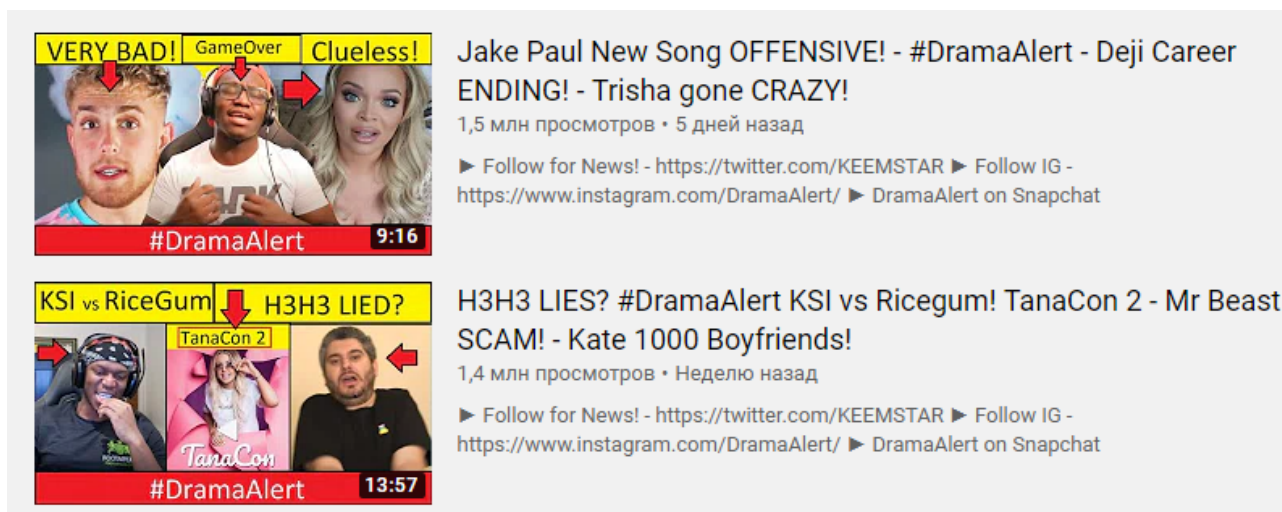 VERY BAD! GameOver Clueless!
#DramaAlert 9:16
Jake Paul New Song OFFENSIVE! - #DramaAlert - Deji Career
ENDING! - Trisha gone CRAZY!
1,5 млн просмотров • 5 дней назад
► Follow for News! - https://twitter.com/KEEMSTAR ► Follow IG -
https://www.instagram.com/DramaAlert/ ► DramaAlert on Snapchat
KSI vs RiceGum H3H3 LIED?
TanaCon 2
TanaCon
#DramaAlert 13:57
H3H3 LIES? #DramaAlert KSI vs Ricegum! TanaCon 2 - Mr Beast
SCAM! - Kate 1000 Boyfriends!
1,4 млн просмотров • Неделю назад
► Follow for News! - https://twitter.com/KEEMSTAR ► Follow IG -
https://www.instagram.com/DramaAlert/ ► DramaAlert on Snapchat